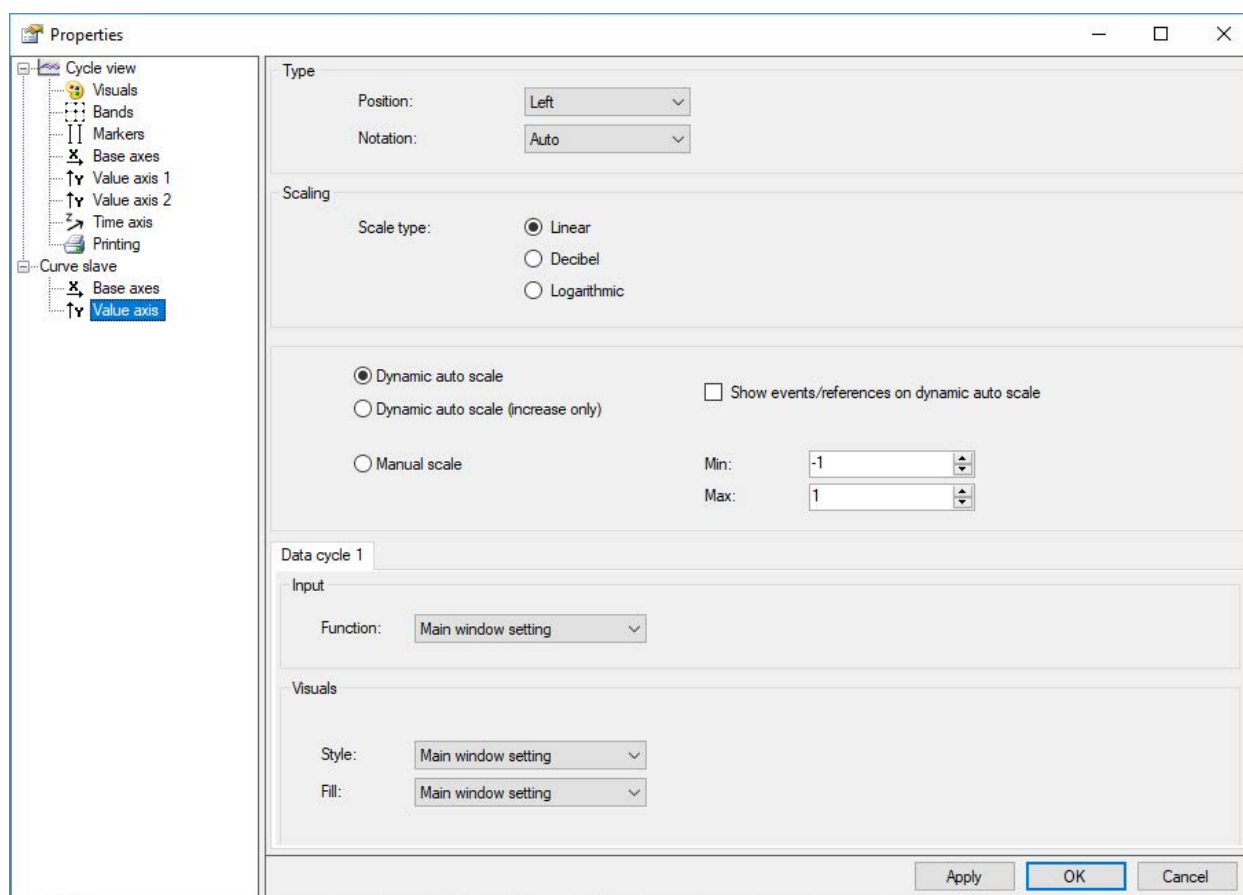 Properties
Cycle view
Visuals
Bands
Markers
Base axes
Value axis 1
Value axis 2
Time axis
Printing
Curve slave
Base axes
Value axis
Type
Position: Left
Notation: Auto
Scaling
Scale type: Linear
Decibel
Logarithmic
Dynamic auto scale
Show events/references on dynamic auto scale
Dynamic auto scale (increase only)
Manual scale Min: -1
Max: 1
Data cycle 1
Input
Function: Main window setting
Visuals
Style: Main window setting
Fill: Main window setting
Apply OK Cancel